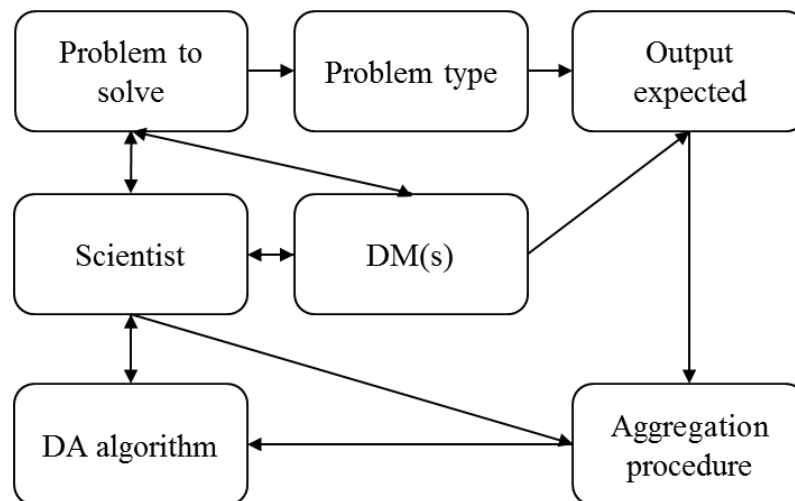 Problem to
solve
Problem type
Output
expected
Scientist
DM(s)
DA algorithm
Aggregation
procedure